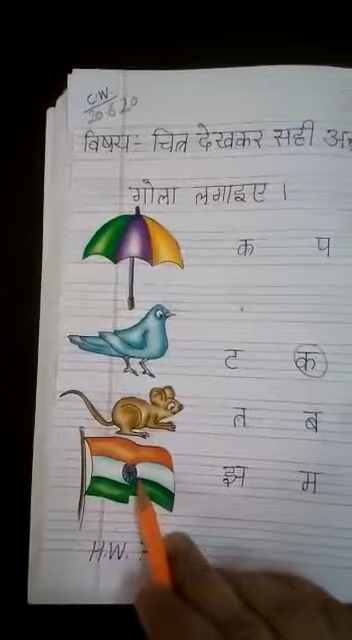 C.W.
20.6.20
विषय:- चित्र देखकर सही
गोला लगाइए ।
क प
ट क
त ब
झ म
H.W. :